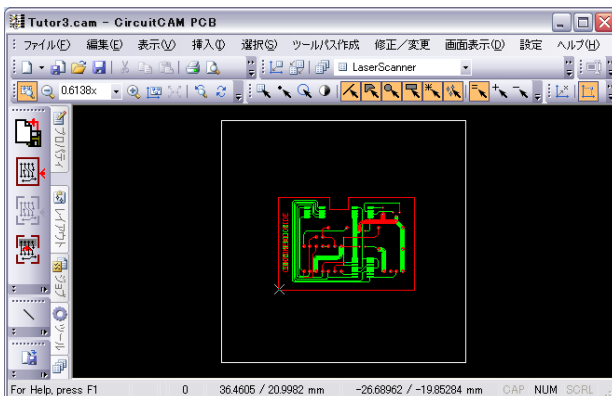 Tutor3.cam - CircuitCAM PCB
ファイル(F) 編集(E) 表示(V) 挿入(I) 選択(S) ツールパス作成 修正/変更 画面表示(D) 設定 ヘルプ(H)
LaserScanner
0.6138x
プロパティ
レイアウト
ジョブ
ツール
For Help, press F1 0 36.4605 / 20.9982 mm -26.68962 / -19.85284 mm CAP NUM SCRL